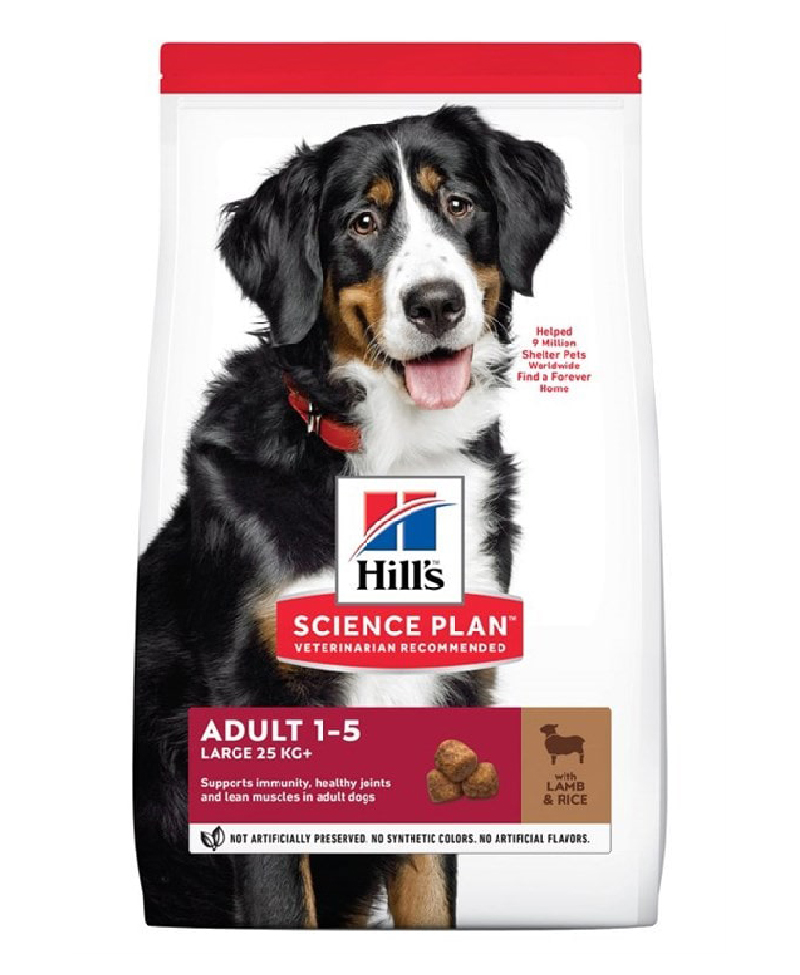 Helped
9 Million
Shelter Pets
Worldwide
Find a Forever
Home
Hill's
SCIENCE PLAN™
VETERINARIAN RECOMMENDED
ADULT 1-5
LARGE 25 KG+
Supports immunity, healthy joints
and lean muscles in adult dogs
with
LAMB
& RICE
NOT ARTIFICIALLY PRESERVED. NO SYNTHETIC COLORS. NO ARTIFICIAL FLAVORS.